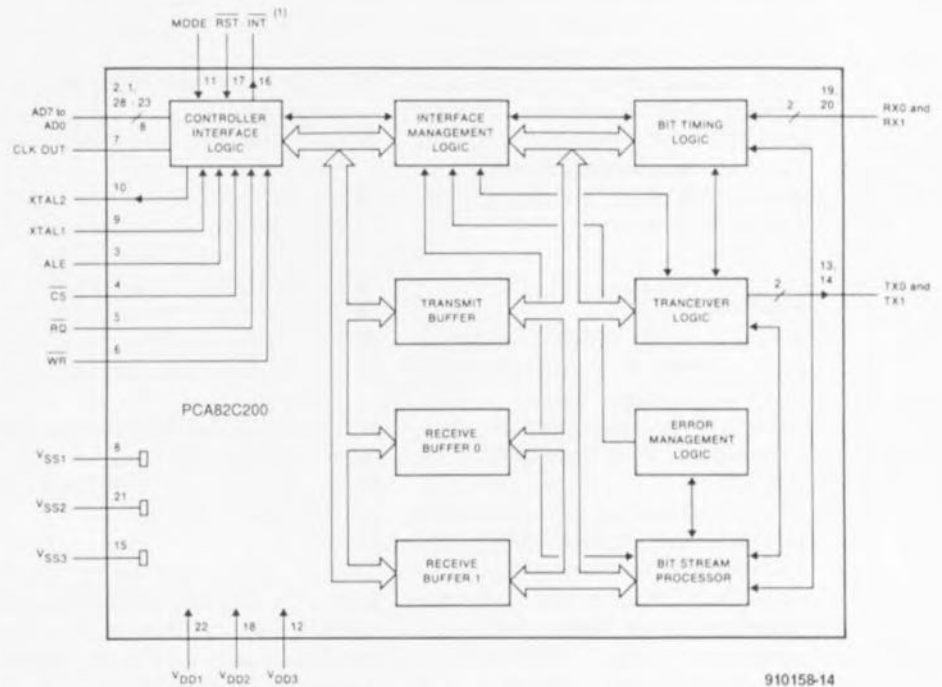 MODE RST INT (1)
11 17 16
2, 1,
28 - 23
8
AD7 to
AD0
7
CLK OUT
10
XTAL2
9
XTAL1
3
ALE
4
CS
5
RD
6
WR
CONTROLLER
INTERFACE
LOGIC
INTERFACE
MANAGEMENT
LOGIC
BIT TIMING
LOGIC
2
19,
20
RX0 and
RX1
TRANSMIT
BUFFER
TRANCEIVER
LOGIC
2
13,
14
TX0 and
TX1
PCA82C200
RECEIVE
BUFFER 0
ERROR
MANAGEMENT
LOGIC
RECEIVE
BUFFER 1
BIT STREAM
PROCESSOR
8
VSS1
21
VSS2
15
VSS3
22 18 12
VDD1 VDD2 VDD3
910158-14